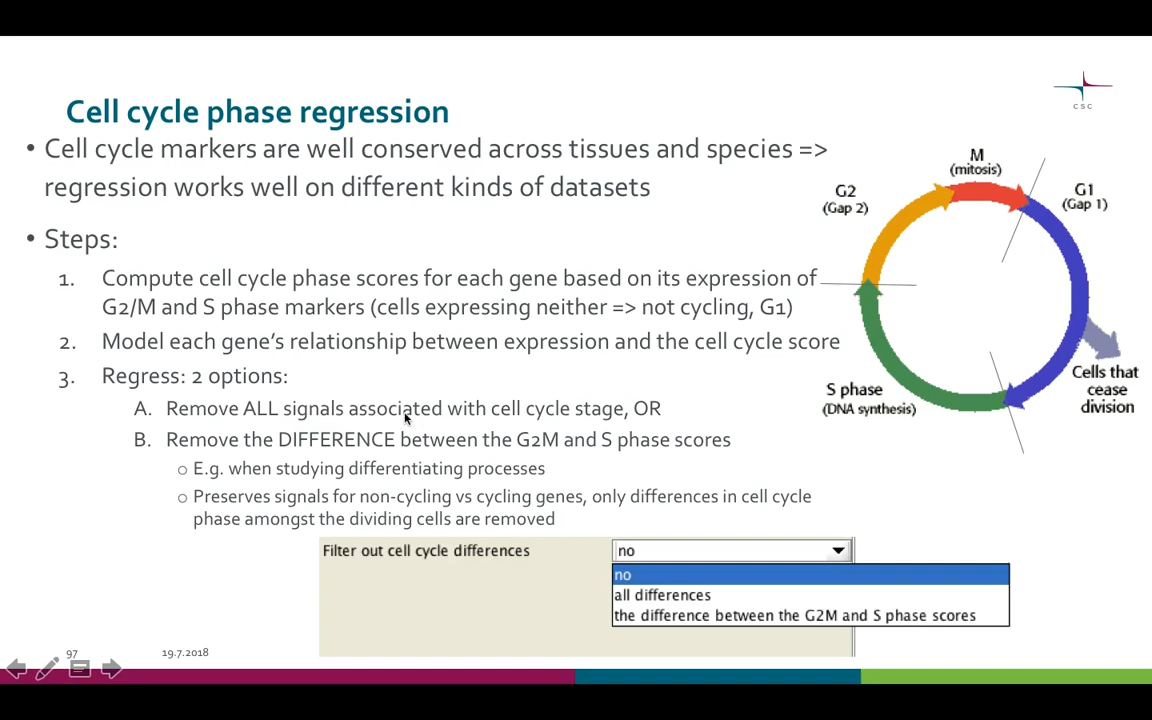 Cell cycle phase regression
• Cell cycle markers are well conserved across tissues and species =>
regression works well on different kinds of datasets
• Steps:
1. Compute cell cycle phase scores for each gene based on its expression of
G2/M and S phase markers (cells expressing neither => not cycling, G1)
2. Model each gene's relationship between expression and the cell cycle score
3. Regress: 2 options:
A. Remove ALL signals associated with cell cycle stage, OR
B. Remove the DIFFERENCE between the G2M and S phase scores
o E.g. when studying differentiating processes
o Preserves signals for non-cycling vs cycling genes, only differences in cell cycle
phase amongst the dividing cells are removed
csc
M
(mitosis)
G2
(Gap 2)
G1
(Gap 1)
S phase
(DNA synthesis)
Cells that
cease
division
Filter out cell cycle differences
no
no
all differences
the difference between the G2M and S phase scores
97
19.7.2018